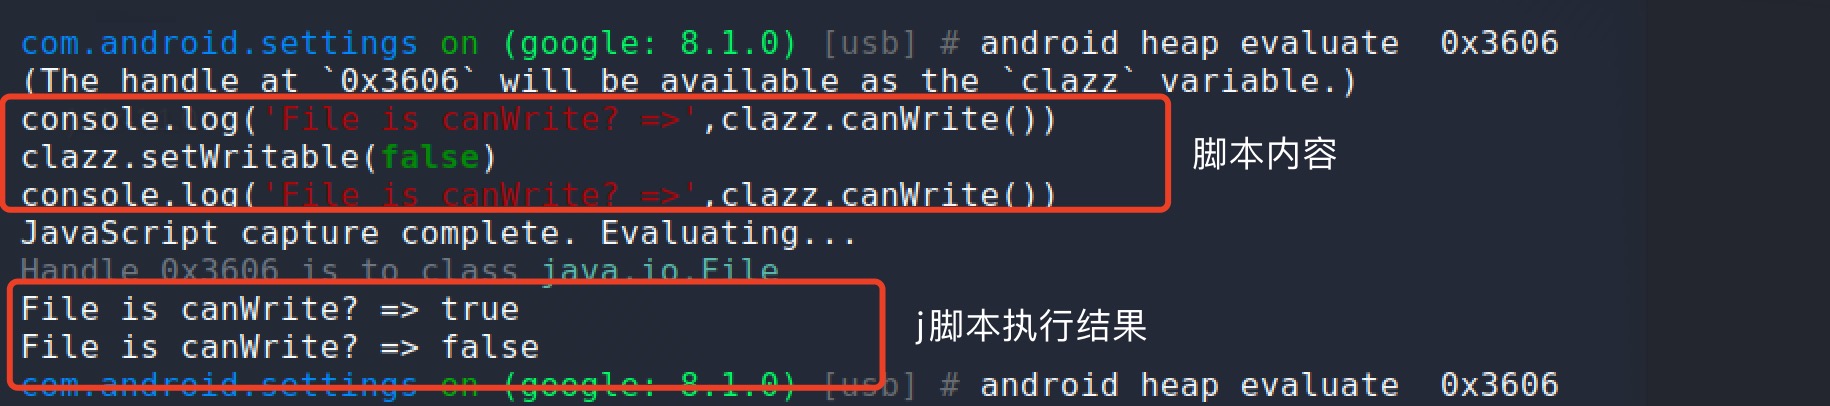 com.android.settings on (google: 8.1.0) [usb] # android heap evaluate  0x3606
(The handle at `0x3606` will be available as the `clazz` variable.)
console.log('File is canWrite? =>',clazz.canWrite())
clazz.setWritable(false)
console.log('File is canWrite? =>',clazz.canWrite())
脚本内容
JavaScript capture complete. Evaluating...
Handle 0x3606 is to class java.io.File
File is canWrite? => true
File is canWrite? => false
j脚本执行结果
com.android.settings on (google: 8.1.0) [usb] # android heap evaluate  0x3606